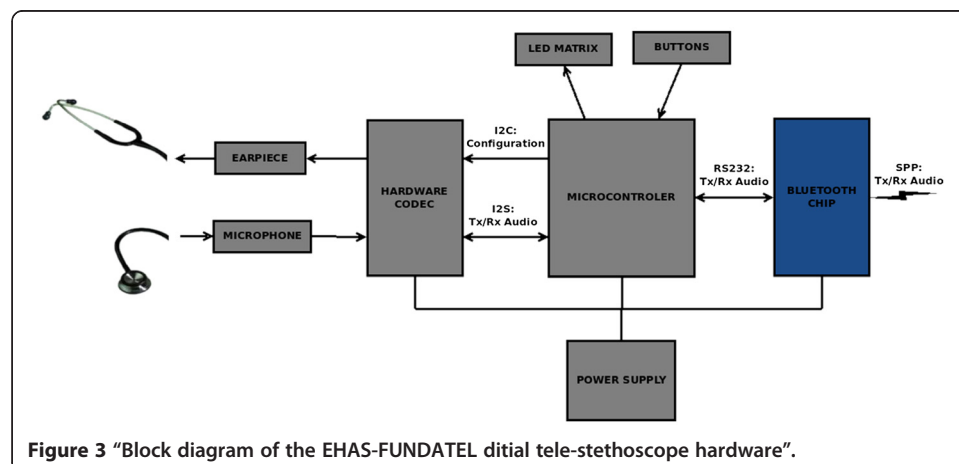 LED MATRIX
BUTTONS
I2C:
Configuration
EARPIECE
HARDWARE
CODEC
MICROCONTROLER
RS232:
Tx/Rx Audio
BLUETOOTH
CHIP
SPP:
Tx/Rx Audio
I2S:
Tx/Rx Audio
MICROPHONE
POWER SUPPLY
Figure 3 “Block diagram of the EHAS-FUNDATEL ditial tele-stethoscope hardware”.